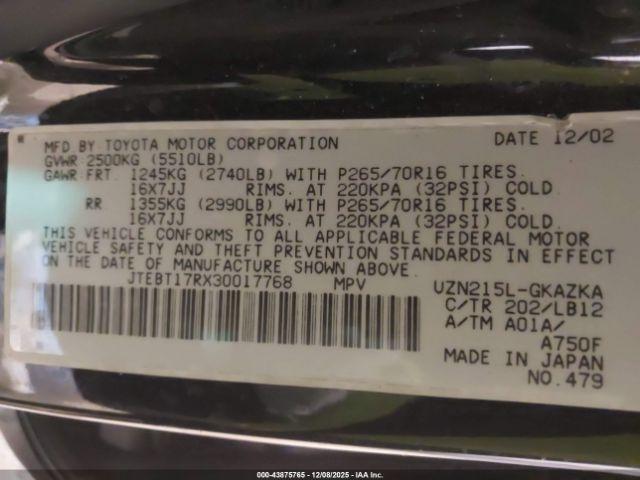 MFD BY TOYOTA MOTOR CORPORATION DATE 12/02
GVWR 2500KG (5510LB)
GAWR FRT. 1245KG (2740LB) WITH P265/70R16 TIRES.
16X7JJ RIMS. AT 220KPA (32PSI) COLD.
RR. 1355KG (2990LB) WITH P265/70R16 TIRES.
16X7JJ RIMS. AT 220KPA (32PSI) COLD.
THIS VEHICLE CONFORMS TO ALL APPLICABLE FEDERAL MOTOR
VEHICLE SAFETY AND THEFT PREVENTION STANDARDS IN EFFECT
ON THE DATE OF MANUFACTURE SHOWN ABOVE.
JTEBT17RX30017768 MPV UZN215L-GKAZKA
C/TR 202/LB12
A/TM A01A/
A750F
MADE IN JAPAN
NO.479
000-43875765 - 12/08/2025 - IAA Inc.